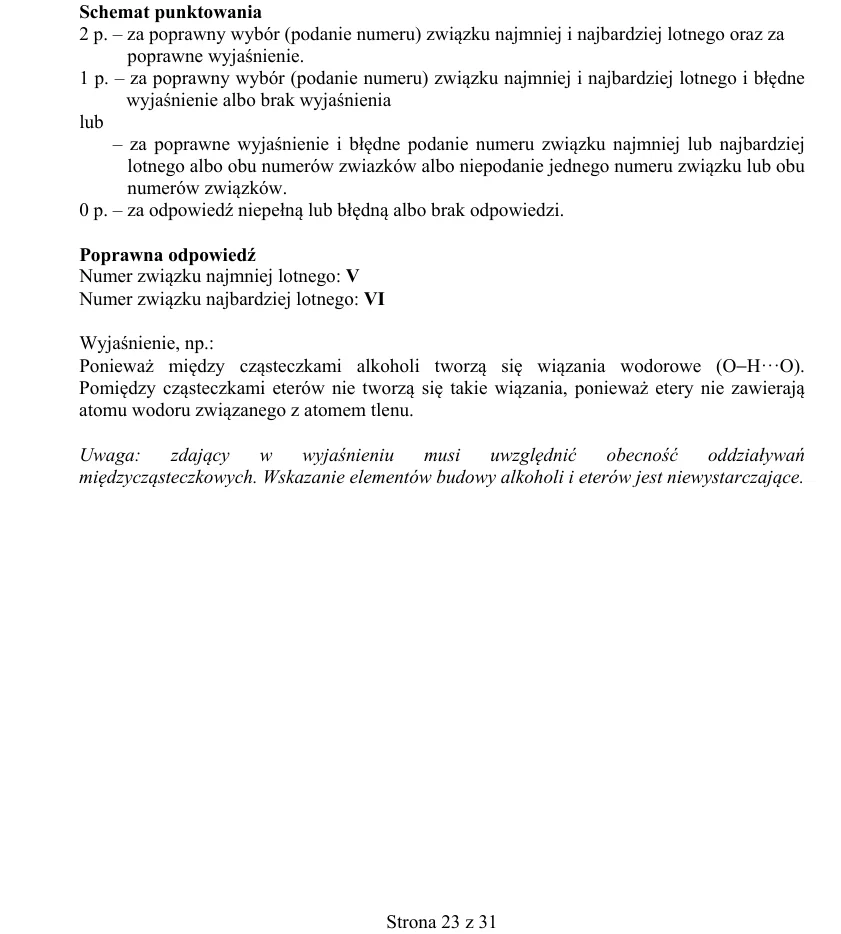 Schemat punktowania
2 p. – za poprawny wybór (podanie numeru) związku najmniej i najbardziej lotnego oraz za
poprawne wyjaśnienie.
1 p. – za poprawny wybór (podanie numeru) związku najmniej i najbardziej lotnego i błędne
wyjaśnienie albo brak wyjaśnienia
lub
– za poprawne wyjaśnienie i błędne podanie numeru związku najmniej lub najbardziej
lotnego albo obu numerów zwiazków albo niepodanie jednego numeru związku lub obu
numerów związków.
0 p. – za odpowiedź niepełną lub błędną albo brak odpowiedzi.
Poprawna odpowiedź
Numer związku najmniej lotnego: V
Numer związku najbardziej lotnego: VI
Wyjaśnienie, np.:
Ponieważ między cząsteczkami alkoholi tworzą się wiązania wodorowe (O–H···O).
Pomiędzy cząsteczkami eterów nie tworzą się takie wiązania, ponieważ etery nie zawierają
atomu wodoru związanego z atomem tlenu.
Uwaga: zdający w wyjaśnieniu musi uwzględnić obecność oddziaływań
międzycząsteczkowych. Wskazanie elementów budowy alkoholi i eterów jest niewystarczające.
Strona 23 z 31